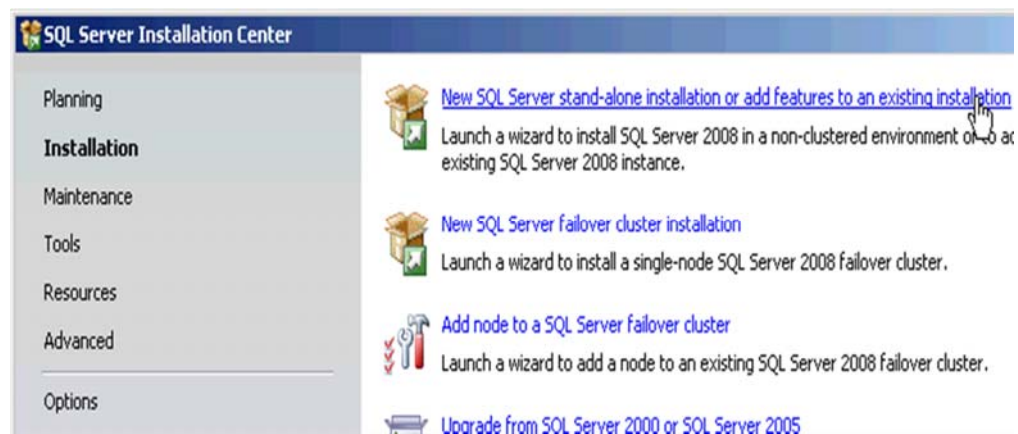 SQL Server Installation Center
Planning
Installation
Maintenance
Tools
Resources
Advanced
Options
New SQL Server stand-alone installation or add features to an existing installation
Launch a wizard to install SQL Server 2008 in a non-clustered environment or to
existing SQL Server 2008 instance.
New SQL Server failover cluster installation
Launch a wizard to install a single-node SQL Server 2008 failover cluster.
Add node to a SQL Server failover cluster
Launch a wizard to add a node to an existing SQL Server 2008 failover cluster.
Upgrade from SQL Server 2000 or SQL Server 2005